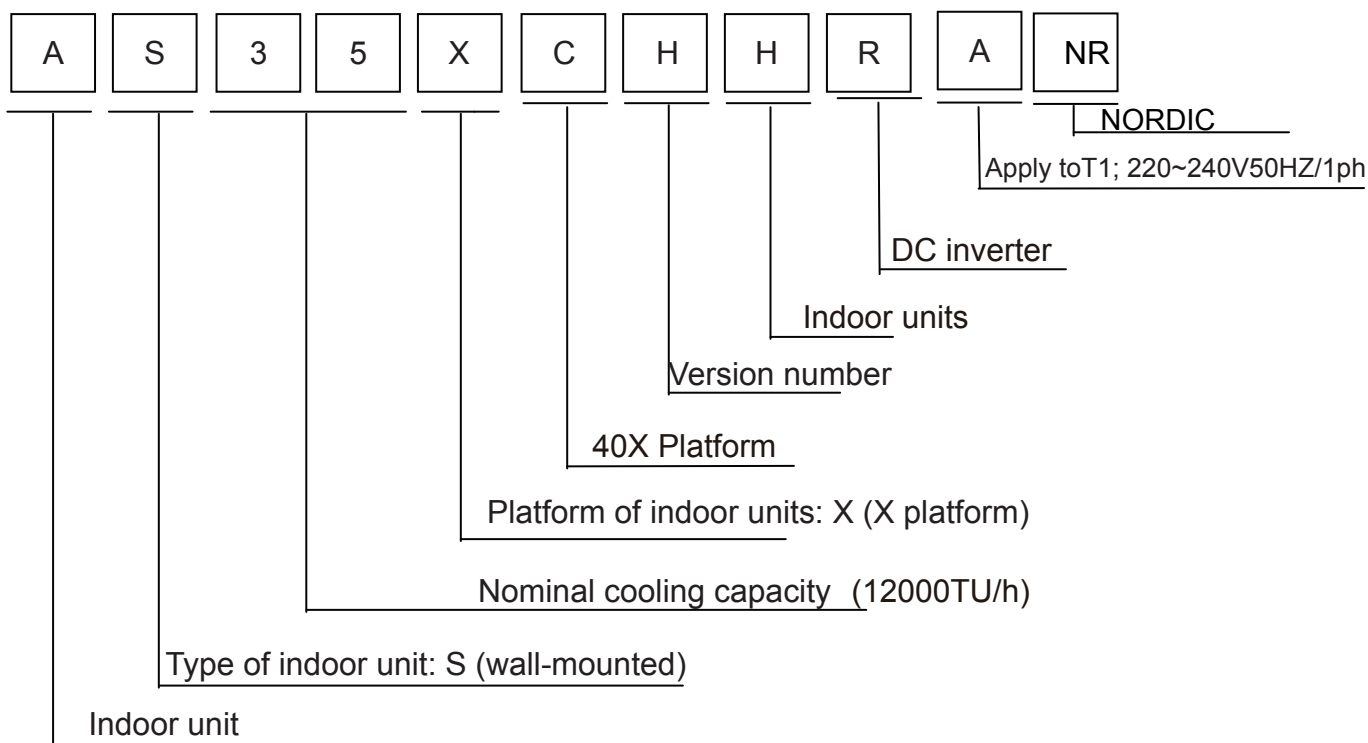 A S 3 5 X C H H R A NR
NORDIC
Apply toT1; 220~240V50HZ/1ph
DC inverter
Indoor units
Version number
40X Platform
Platform of indoor units: X (X platform)
Nominal cooling capacity (12000TU/h)
Type of indoor unit: S (wall-mounted)
Indoor unit